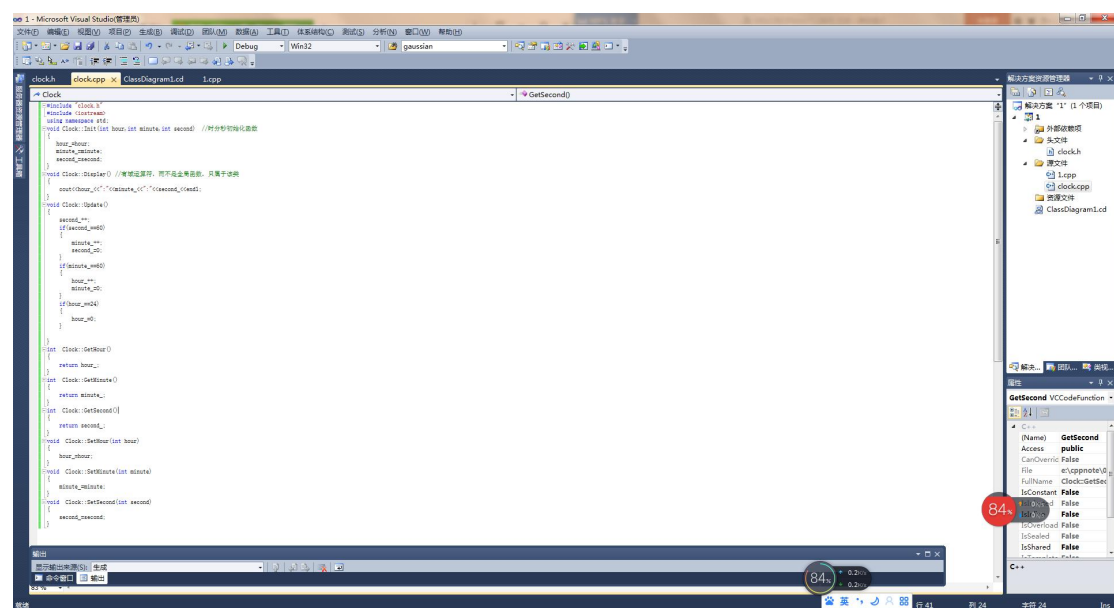 1 - Microsoft Visual Studio(管理员)
文件(F) 编辑(E) 视图(V) 项目(P) 生成(B) 调试(D) 团队(M) 数据(A) 工具(T) 体系结构(C) 测试(S) 分析(N) 窗口(W) 帮助(H)
Debug Win32 gaussian
clock.h clock.cpp ClassDiagram1.cd 1.cpp
Clock GetSecond()
#include "clock.h"
#include <iostream>
using namespace std;
void Clock::Init(int hour,int minute,int second) //时分秒初始化函数
{
hour_=hour;
minute_=minute;
second_=second;
}
void Clock::Display() //有域运算符，而不是全局函数，只属于该类
{
cout<<hour_<<":"<<minute_<<":"<<second_<<endl;
}
void Clock::Update()
{
second_++;
if(second_==60)
{
minute_++;
second_=0;
}
if(minute_==60)
{
hour_++;
minute_=0;
}
if(hour_==24)
{
hour_=0;
}
}
int Clock::GetHour()
{
return hour_;
}
int Clock::GetMinute()
{
return minute_;
}
int Clock::GetSecond()
{
return second_;
}
void Clock::SetHour(int hour)
{
hour_=hour;
}
void Clock::SetMinute(int minute)
{
minute_=minute;
}
void Clock::SetSecond(int second)
{
second_=second;
}
输出
显示输出来源(S): 生成
命令窗口 输出
83 %
就绪
行 41 列 24 字符 24 Ins
解决方案资源管理器
解决方案 "1" (1 个项目)
1
外部依赖项
头文件
clock.h
源文件
1.cpp
clock.cpp
资源文件
ClassDiagram1.cd
解决... 团队... 类视...
属性
GetSecond VCCodeFunction
C++
(Name) GetSecond
Access public
CanOverric False
File e:\cppnote\0
FullName Clock::GetSec
IsConstant False
False
False
IsOverload False
IsSealed False
IsShared False
C++
84%
84%
0.2K/s
0.2K/s
英